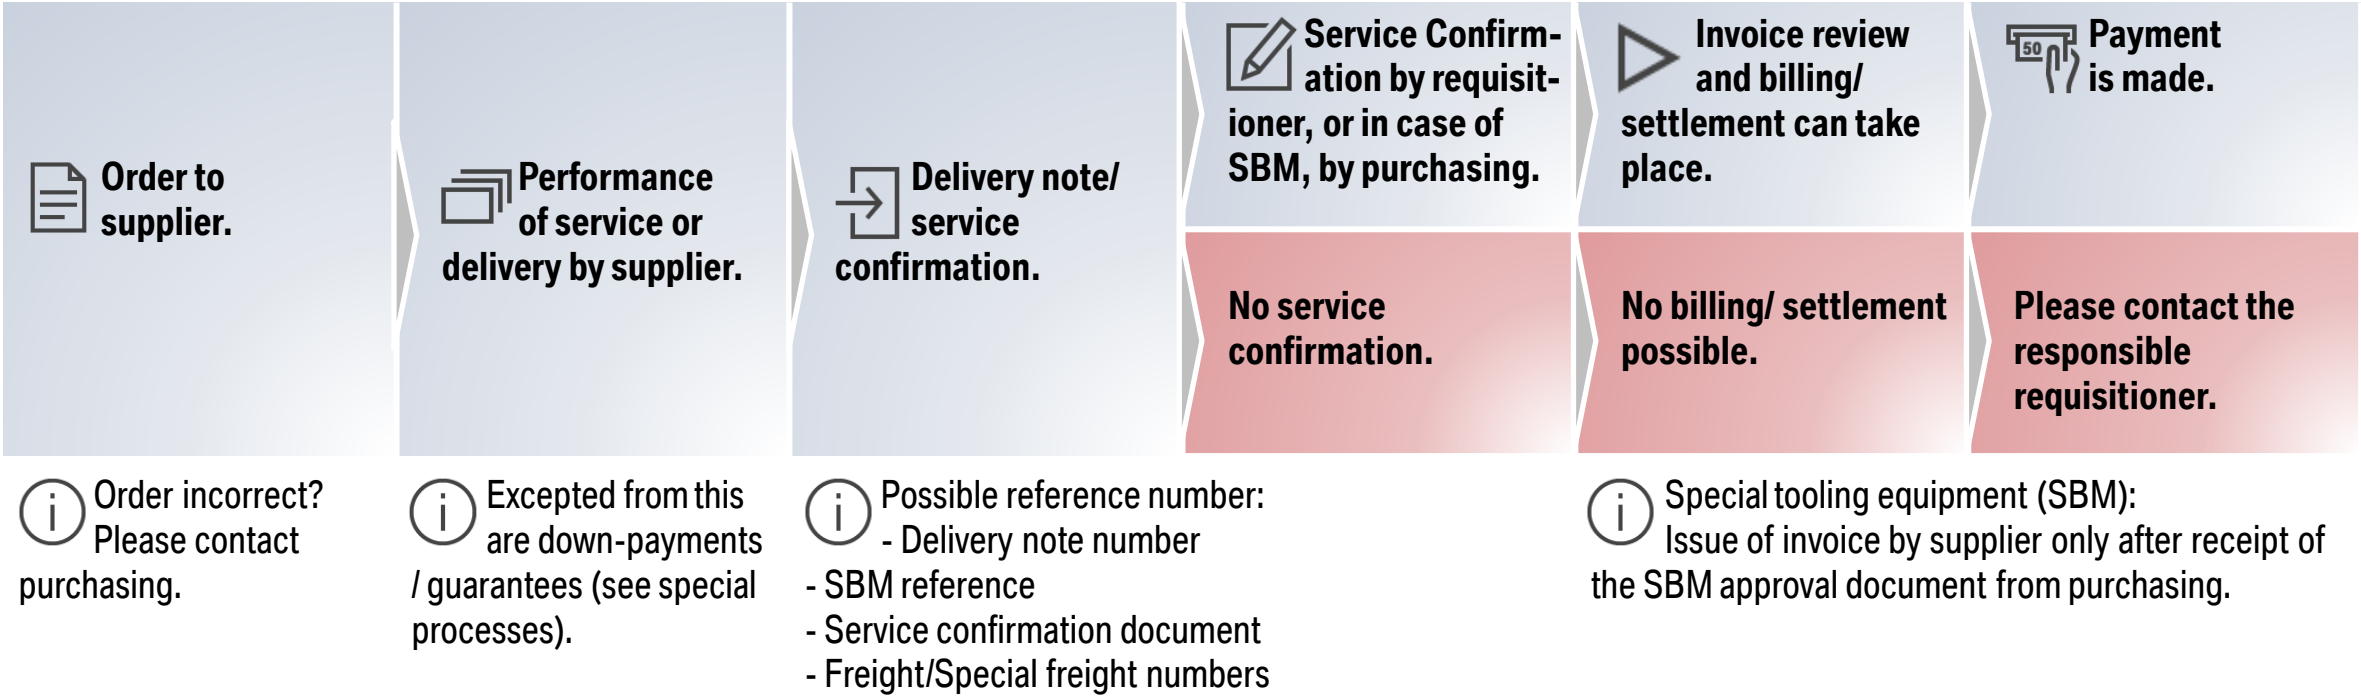 Order to
supplier.
Performance
of service or
delivery by supplier.
Delivery note/
service
confirmation.
Service Confirm-
ation by requisit-
ioner, or in case of
SBM, by purchasing.
Invoice review
and billing/
settlement can take
place.
50
Payment
is made.
No service
confirmation.
No billing/ settlement
possible.
Please contact the
responsible
requisitioner.
i
Order incorrect?
Please contact
purchasing.
i
Excepted from this
are down-payments
/ guarantees (see special
processes).
i
Possible reference number:
- Delivery note number
- SBM reference
- Service confirmation document
- Freight/Special freight numbers
i
Special tooling equipment (SBM):
Issue of invoice by supplier only after receipt of
the SBM approval document from purchasing.